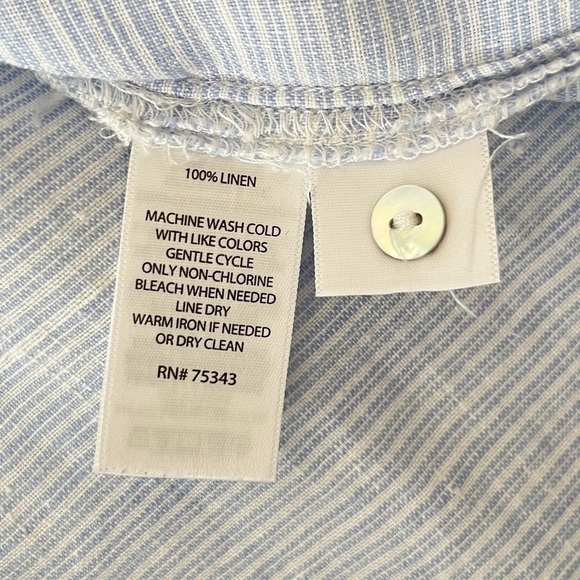 100% LINEN
MACHINE WASH COLD
WITH LIKE COLORS
GENTLE CYCLE
ONLY NON-CHLORINE
BLEACH WHEN NEEDED
LINE DRY
WARM IRON IF NEEDED
OR DRY CLEAN
RN# 75343